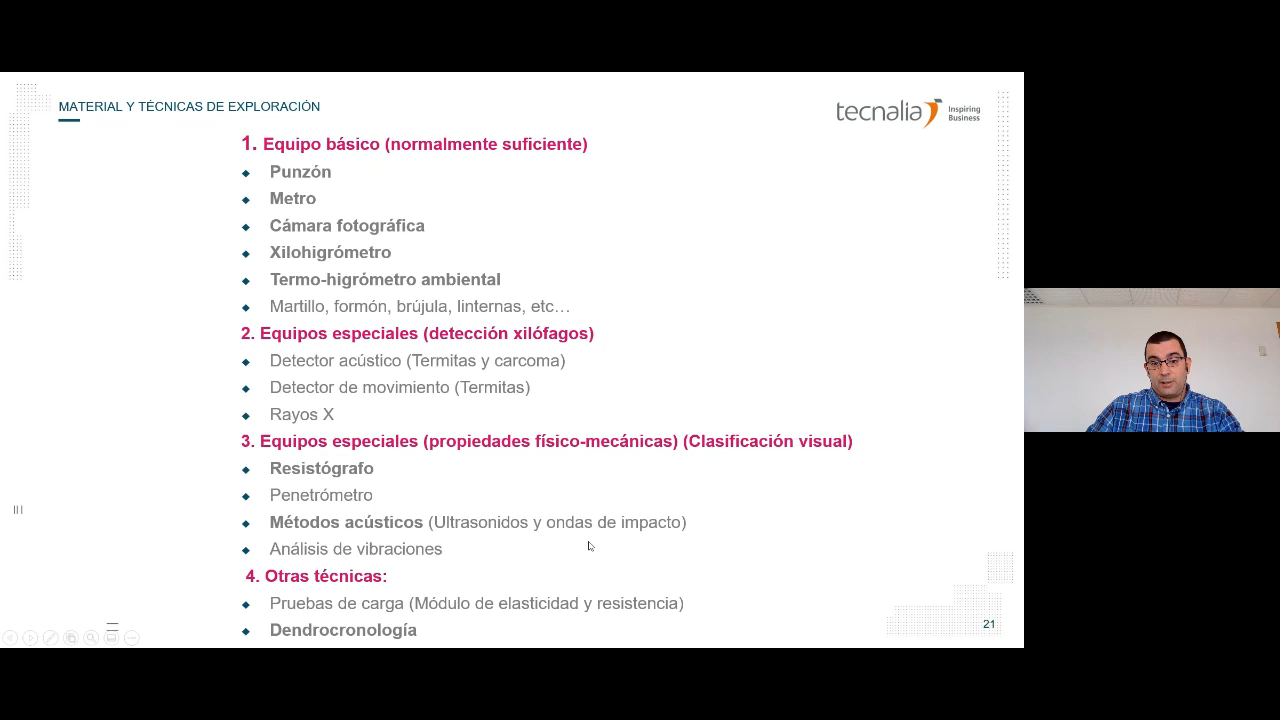 MATERIAL Y TÉCNICAS DE EXPLORACIÓN
tecnalia Inspiring
Business
1. Equipo básico (normalmente suficiente)
Punzón
Metro
Cámara fotográfica
Xilohigrómetro
Termo-higrómetro ambiental
Martillo, formón, brújula, linternas, etc…
2. Equipos especiales (detección xilófagos)
Detector acústico (Termitas y carcoma)
Detector de movimiento (Termitas)
Rayos X
3. Equipos especiales (propiedades físico-mecánicas) (Clasificación visual)
Resistógrafo
Penetrómetro
Métodos acústicos (Ultrasonidos y ondas de impacto)
Análisis de vibraciones
4. Otras técnicas:
Pruebas de carga (Módulo de elasticidad y resistencia)
Dendrocronología
21